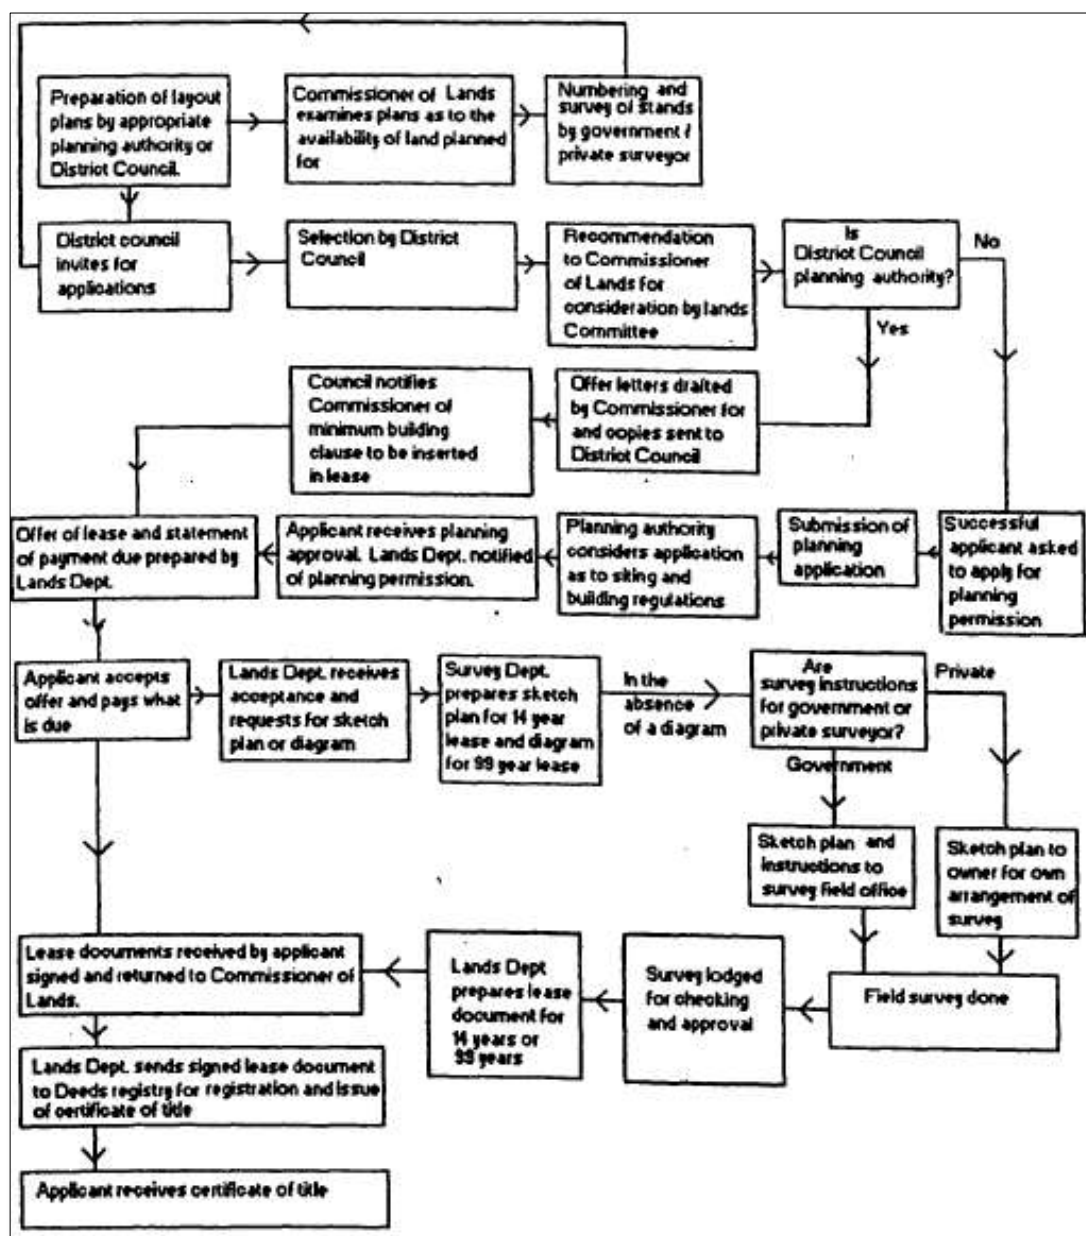 Preparation of layout
plans by appropriate
planning authority or
District Council.
Commissioner of Lands
examines plans as to the
availability of land planned
for
Numbering and
survey of stands
by government /
private surveyor
District council
invites for
applications
Selection by District
Council
Recommendation
to Commissioner
of Lands for
consideration by lands
Committee
Is
District Council
planning authority?
No
Yes
Council notifies
Commissioner of
minimum building
clause to be inserted
in lease
Offer letters drafted
by Commissioner for
and copies sent to
District Council
Offer of lease and statement
of payment due prepared by
Lands Dept.
Applicant receives planning
approval. Lands Dept. notified
of planning permission.
Planning authority
considers application
as to siting and
building regulations
Submission of
planning
application
Successful
applicant asked
to apply for
planning
permission
Applicant accepts
offer and pays what
is due
Lands Dept. receives
acceptance and
requests for sketch
plan or diagram
Survey Dept.
prepares sketch
plan for 14 year
lease and diagram
for 99 year lease
In the
absence
of a diagram
Are
survey instructions
for government or
private surveyor?
Private
Government
Sketch plan and
instructions to
survey field office
Sketch plan to
owner for own
arrangement of
survey
Lease documents received by applicant
signed and returned to Commissioner of
Lands.
Lands Dept
prepares lease
document for
14 years or
99 years
Survey lodged
for checking
and approval
Field survey done
Lands Dept. sends signed lease document
to Deeds registry for registration and issue
of certificate of title
Applicant receives certificate of title